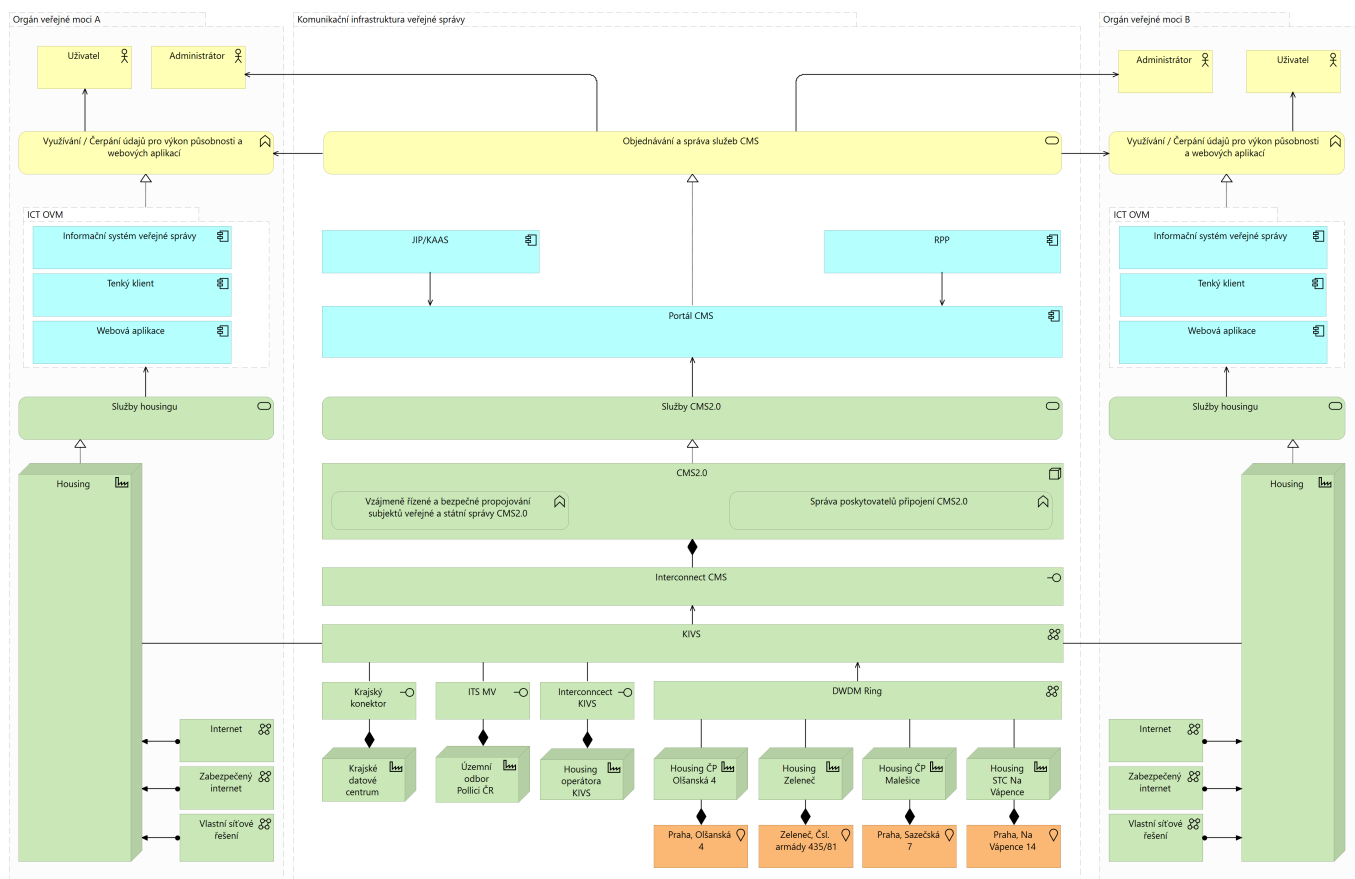 Orgán veřejné moci A
Komunikační infrastruktura veřejné správy
Orgán veřejné moci B
Uživatel
Administrátor
Administrátor
Uživatel
Využívání / Čerpání údajů pro výkon působnosti a
webových aplikací
Objednávání a správa služeb CMS
Využívání / Čerpání údajů pro výkon působnosti
a webových aplikací
ICT OVM
Informační systém veřejné správy
Tenký klient
Webová aplikace
JIP/KAAS
RPP
Portál CMS
ICT OVM
Informační systém veřejné správy
Tenký klient
Webová aplikace
Služby housingu
Služby CMS2.0
Služby housingu
Housing
CMS2.0
Vzájmeně řízené a bezpečné propojování
subjektů veřejné a státní správy CMS2.0
Správa poskytovatelů připojení CMS2.0
Housing
Interconnect CMS
KIVS
Krajský
konektor
ITS MV
Interconncect
KIVS
DWDM Ring
Internet
Zabezpečený
internet
Vlastní síťové
řešení
Krajské
datové
centrum
Územní
odbor
Pollici ČR
Housing
operátora
KIVS
Housing ČP
Olšanská 4
Housing
Zeleneč
Housing ČP
Malešice
Housing
STC Na
Vápence
Praha, Olšanská
4
Zeleneč, Čsl.
armády 435/81
Praha, Sazečská
7
Praha, Na
Vápence 14
Internet
Zabezpečený
internet
Vlastní síťové
řešení